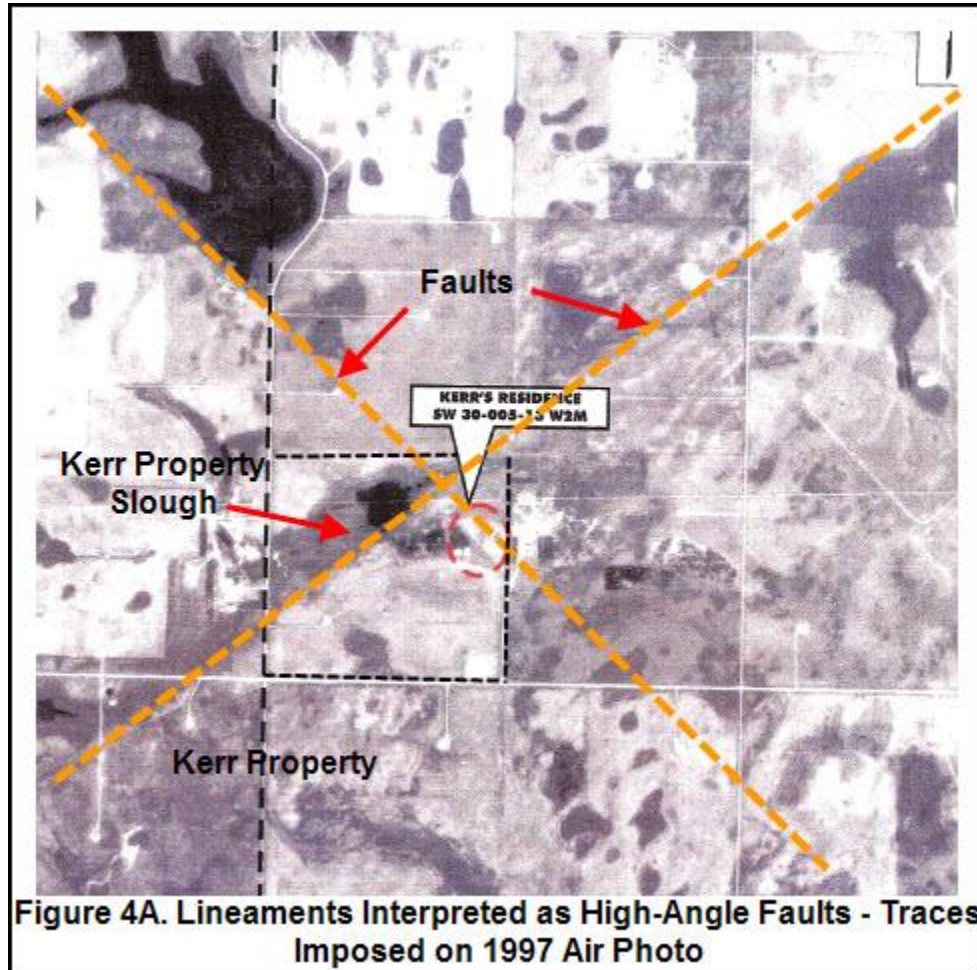 Faults
KERR'S RESIDENCE
SW 30-005-13 W2M
Kerr Property
Slough
Kerr Property
Figure 4A. Lineaments Interpreted as High-Angle Faults - Traces
Imposed on 1997 Air Photo